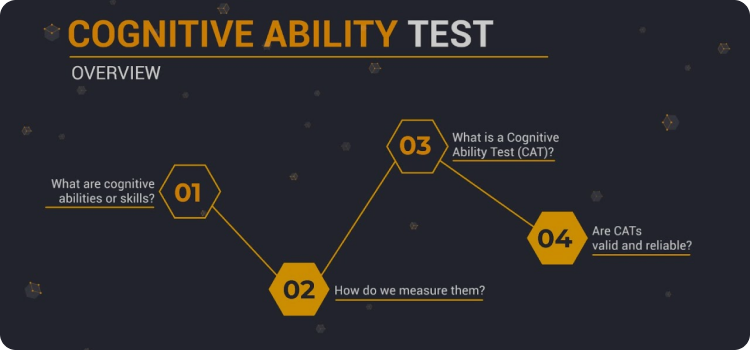 COGNITIVE ABILITY TEST
OVERVIEW
01
What are cognitive
abilities or skills?
02
How do we measure them?
03
What is a Cognitive
Ability Test (CAT)?
04
Are CATs
valid and reliable?